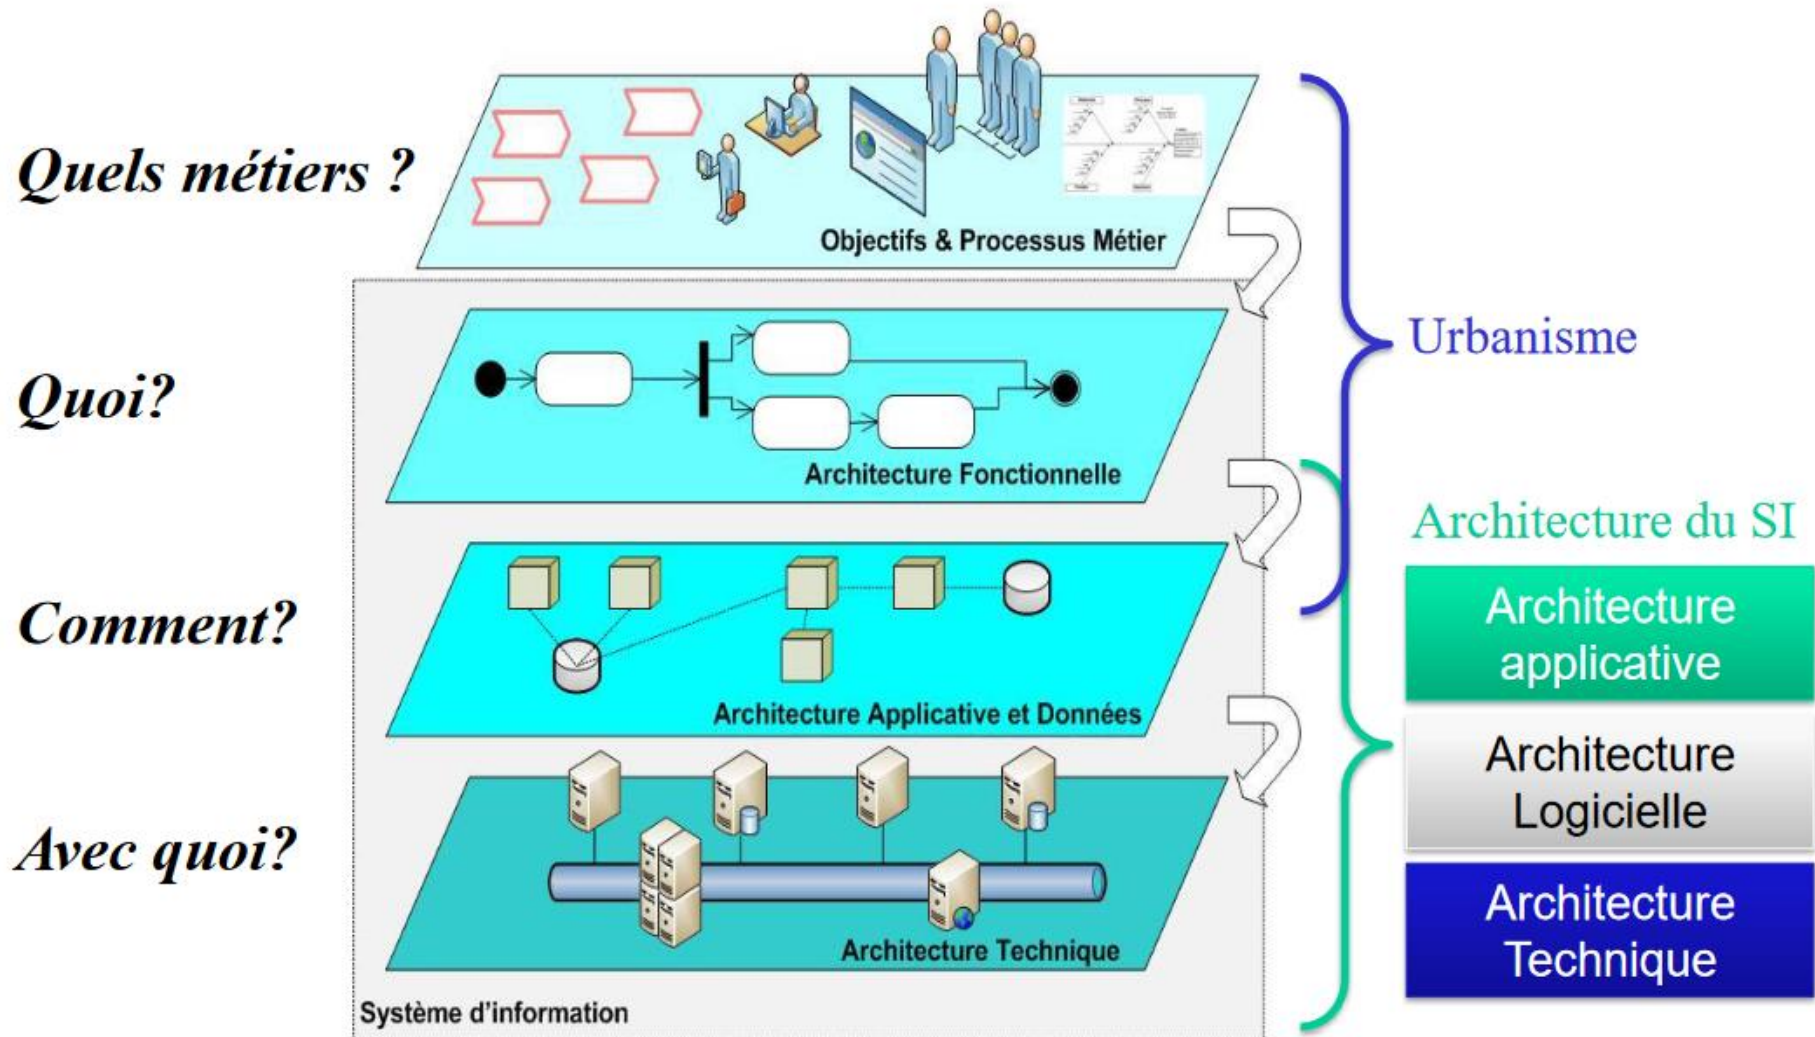 Quels métiers ?
Objectifs & Processus Métier
Quoi?
Architecture Fonctionnelle
Urbanisme
Comment?
Architecture Applicative et Données
Avec quoi?
Architecture Technique
Système d'information
Architecture du SI
Architecture
applicative
Architecture
Logicielle
Architecture
Technique